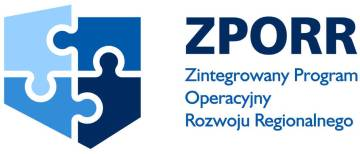 ZPORR
Zintegrowany Program
Operacyjny
Rozwoju Regionalnego